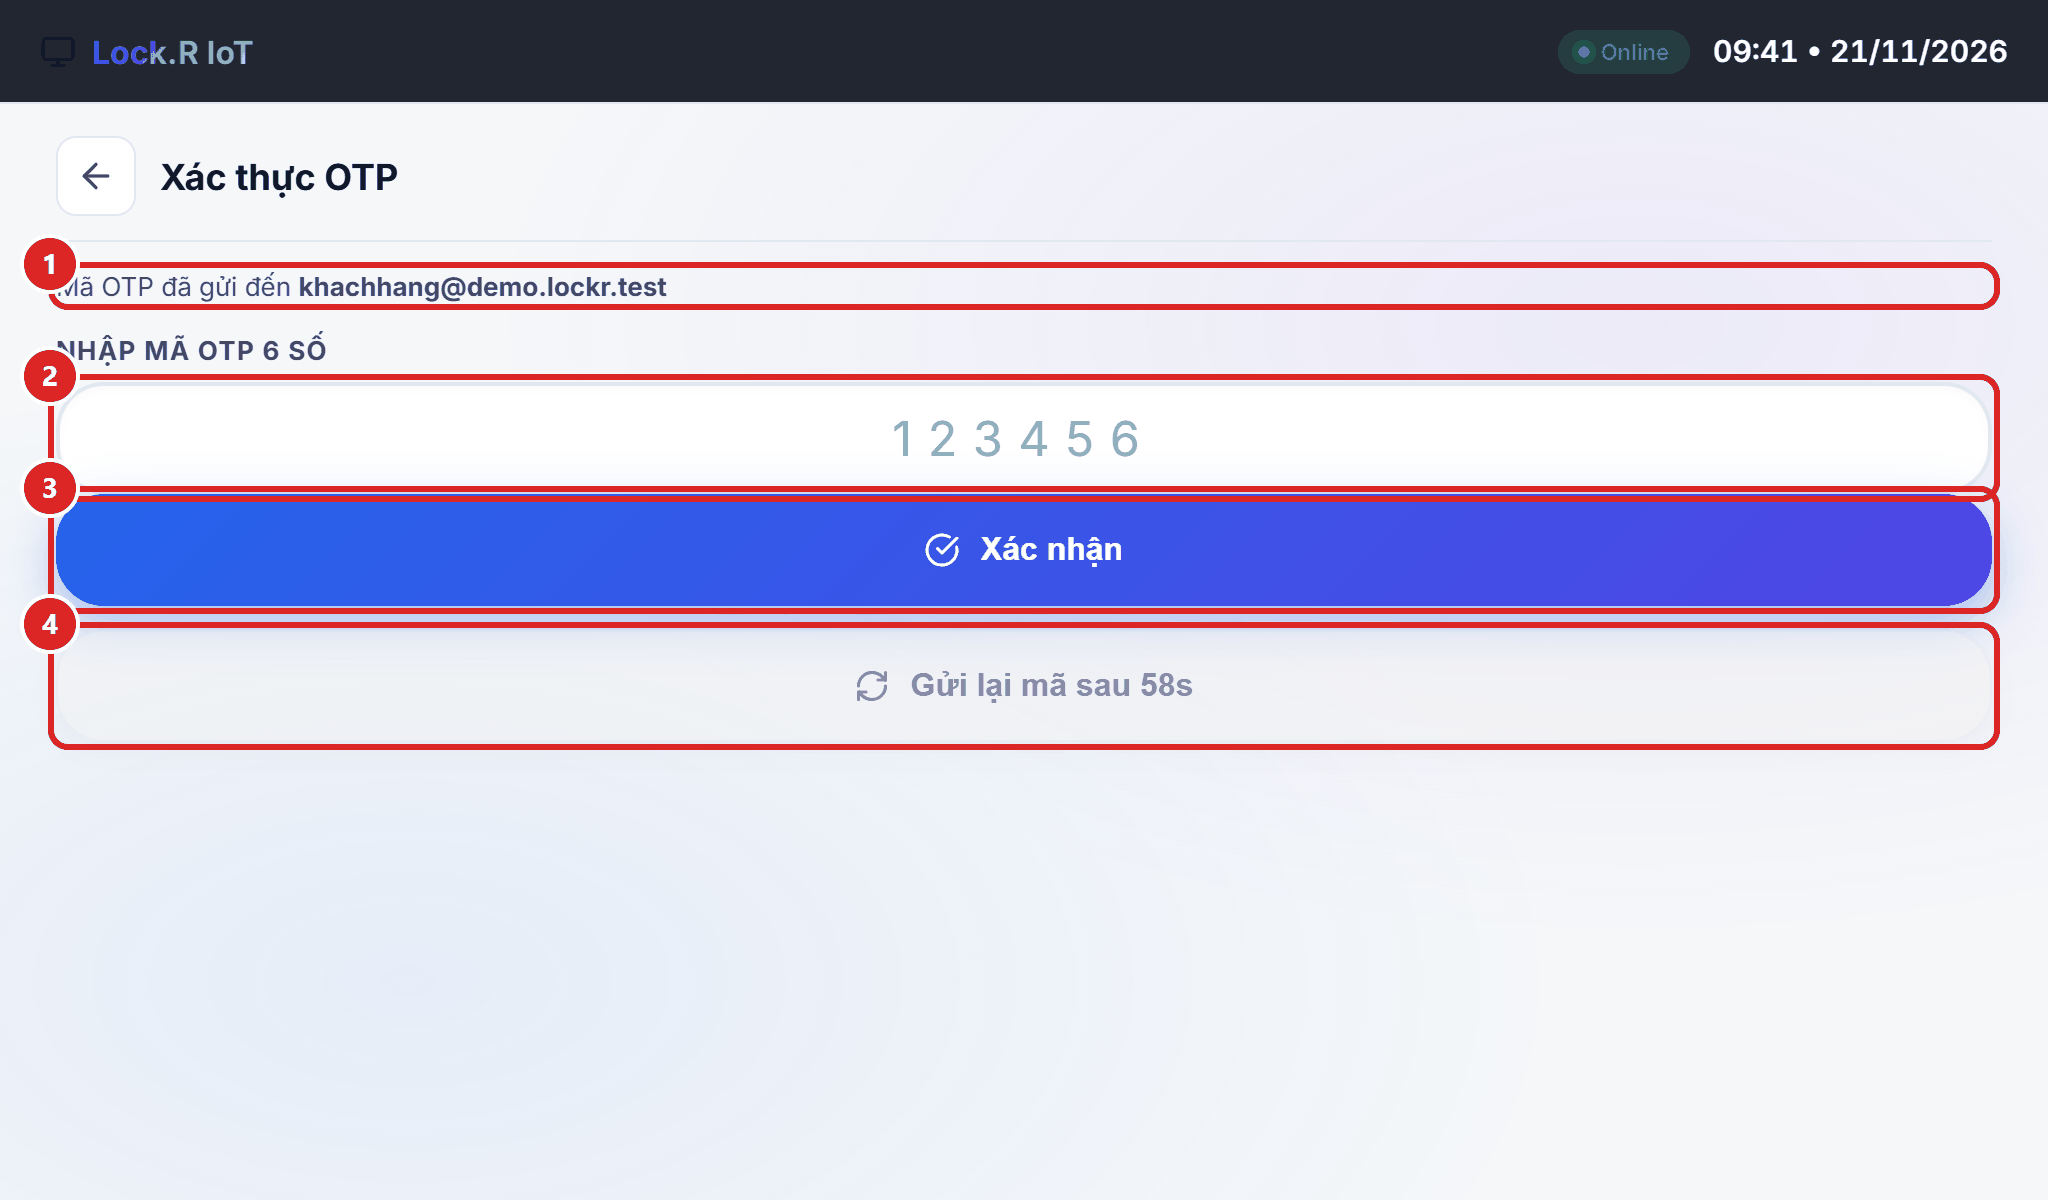 Lock.R IoT
Online
09:41 • 21/11/2026
Xác thực OTP
1
Mã OTP đã gửi đến khachhang@demo.lockr.test
NHẬP MÃ OTP 6 SỐ
2
1 2 3 4 5 6
3
Xác nhận
4
Gửi lại mã sau 58s